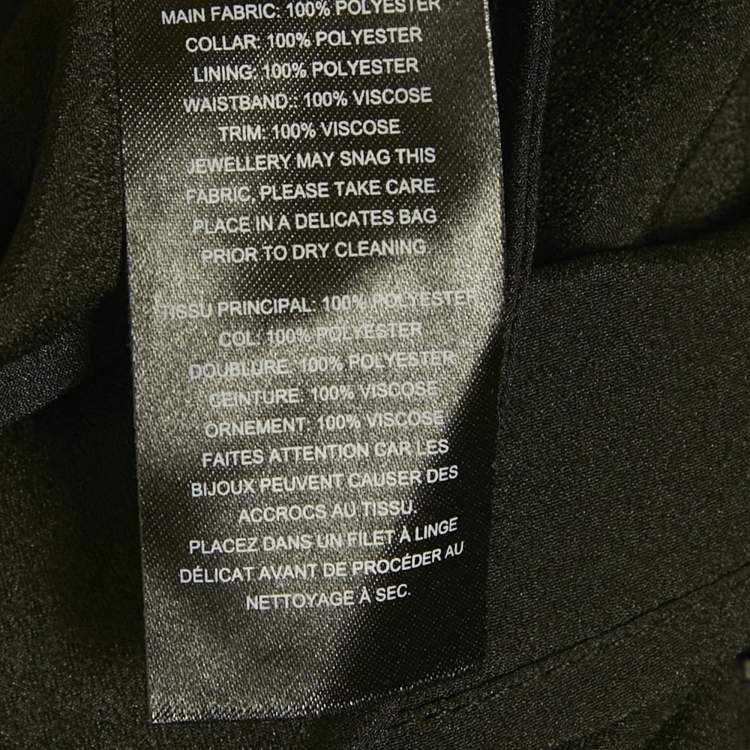 MAIN FABRIC: 100% POLYESTER
COLLAR: 100% POLYESTER
LINING: 100% POLYESTER
WAISTBAND:: 100% VISCOSE
TRIM: 100% VISCOSE
JEWELLERY MAY SNAG THIS
FABRIC, PLEASE TAKE CARE.
PLACE IN A DELICATES BAG
PRIOR TO DRY CLEANING
TISSU PRINCIPAL: 100% POLYESTER
COL: 100% POLYESTER
DOUBLURE: 100% POLYESTER
CEINTURE: 100% VISCOSE
ORNEMENT: 100% VISCOSE
FAITES ATTENTION CAR LES
BIJOUX PEUVENT CAUSER DES
ACCROCS AU TISSU.
PLACEZ DANS UN FILET À LINGE
DÉLICAT AVANT DE PROCÉDER AU
NETTOYAGE À SEC.